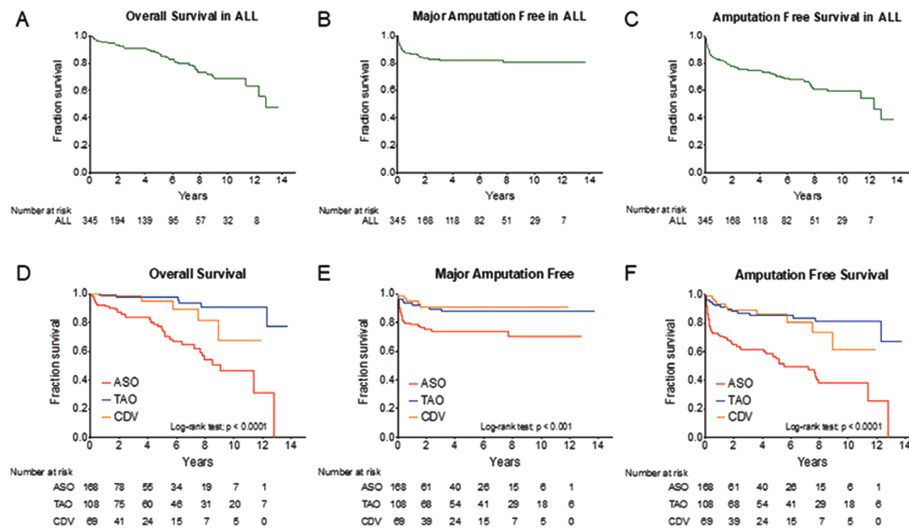 A
Overall Survival in ALL
Fraction survival
1.0
0.8
0.6
0.4
0.2
0.0
0 2 4 6 8 10 12 14
Years
Number at risk
ALL 345 194 139 95 57 32 8
B
Major Amputation Free in ALL
Fraction survival
1.0
0.8
0.6
0.4
0.2
0.0
0 2 4 6 8 10 12 14
Years
Number at risk
ALL 345 168 118 82 51 29 7
C
Amputation Free Survival in ALL
Fraction survival
1.0
0.8
0.6
0.4
0.2
0.0
0 2 4 6 8 10 12 14
Years
Number at risk
ALL 345 168 118 82 51 29 7
D
Overall Survival
Fraction survival
1.0
0.8
0.6
0.4
0.2
0.0
ASO
TAO
CDV
Log-rank test; p < 0.0001
0 2 4 6 8 10 12 14
Years
Number at risk
ASO 168 78 55 34 19 7 1
TAO 108 75 60 46 31 20 7
CDV 69 41 24 15 7 5 0
E
Major Amputation Free
Fraction survival
1.0
0.8
0.6
0.4
0.2
0.0
ASO
TAO
CDV
Log-rank test; p < 0.001
0 2 4 6 8 10 12 14
Years
Number at risk
ASO 168 61 40 26 15 6 1
TAO 108 68 54 41 29 18 6
CDV 69 39 24 15 7 5 0
F
Amputation Free Survival
Fraction survival
1.0
0.8
0.6
0.4
0.2
0.0
ASO
TAO
CDV
Log-rank test; p < 0.0001
0 2 4 6 8 10 12 14
Years
Number at risk
ASO 168 61 40 26 15 6 1
TAO 108 68 54 41 29 18 6
CDV 69 39 24 15 7 5 0